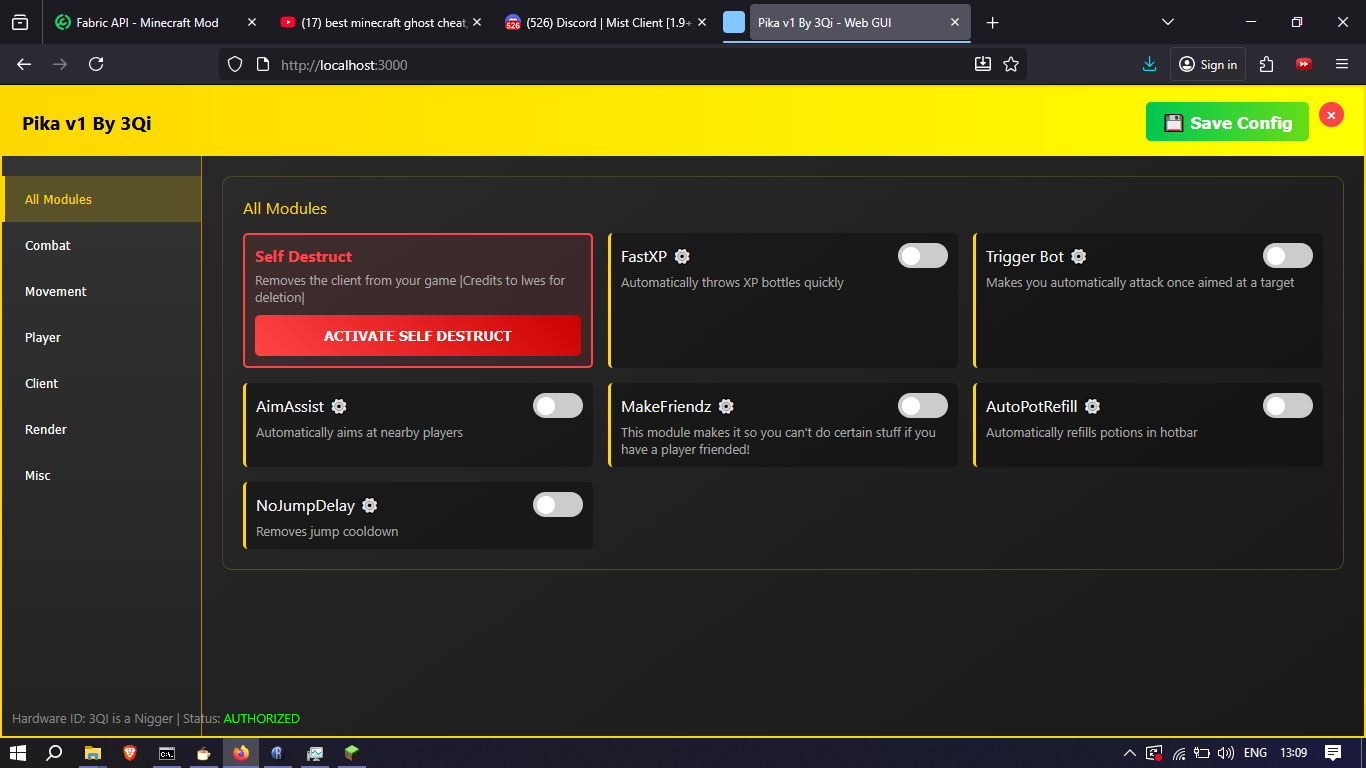 Fabric API - Minecraft Mod
(17) best minecraft ghost cheat,
(526) Discord | Mist Client [1.9+
Pika v1 By 3Qi - Web GUI
526
http://localhost:3000
Sign in
Pika v1 By 3Qi
Save Config
All Modules
Combat
Movement
Player
Client
Render
Misc
All Modules
Self Destruct
Removes the client from your game |Credits to lwes for
deletion|
ACTIVATE SELF DESTRUCT
FastXP
Automatically throws XP bottles quickly
Trigger Bot
Makes you automatically attack once aimed at a target
AimAssist
Automatically aims at nearby players
MakeFriendz
This module makes it so you can't do certain stuff if you
have a player friended!
AutoPotRefill
Automatically refills potions in hotbar
NoJumpDelay
Removes jump cooldown
Hardware ID: 3QI is a Nigger | Status: AUTHORIZED
ENG
13:09